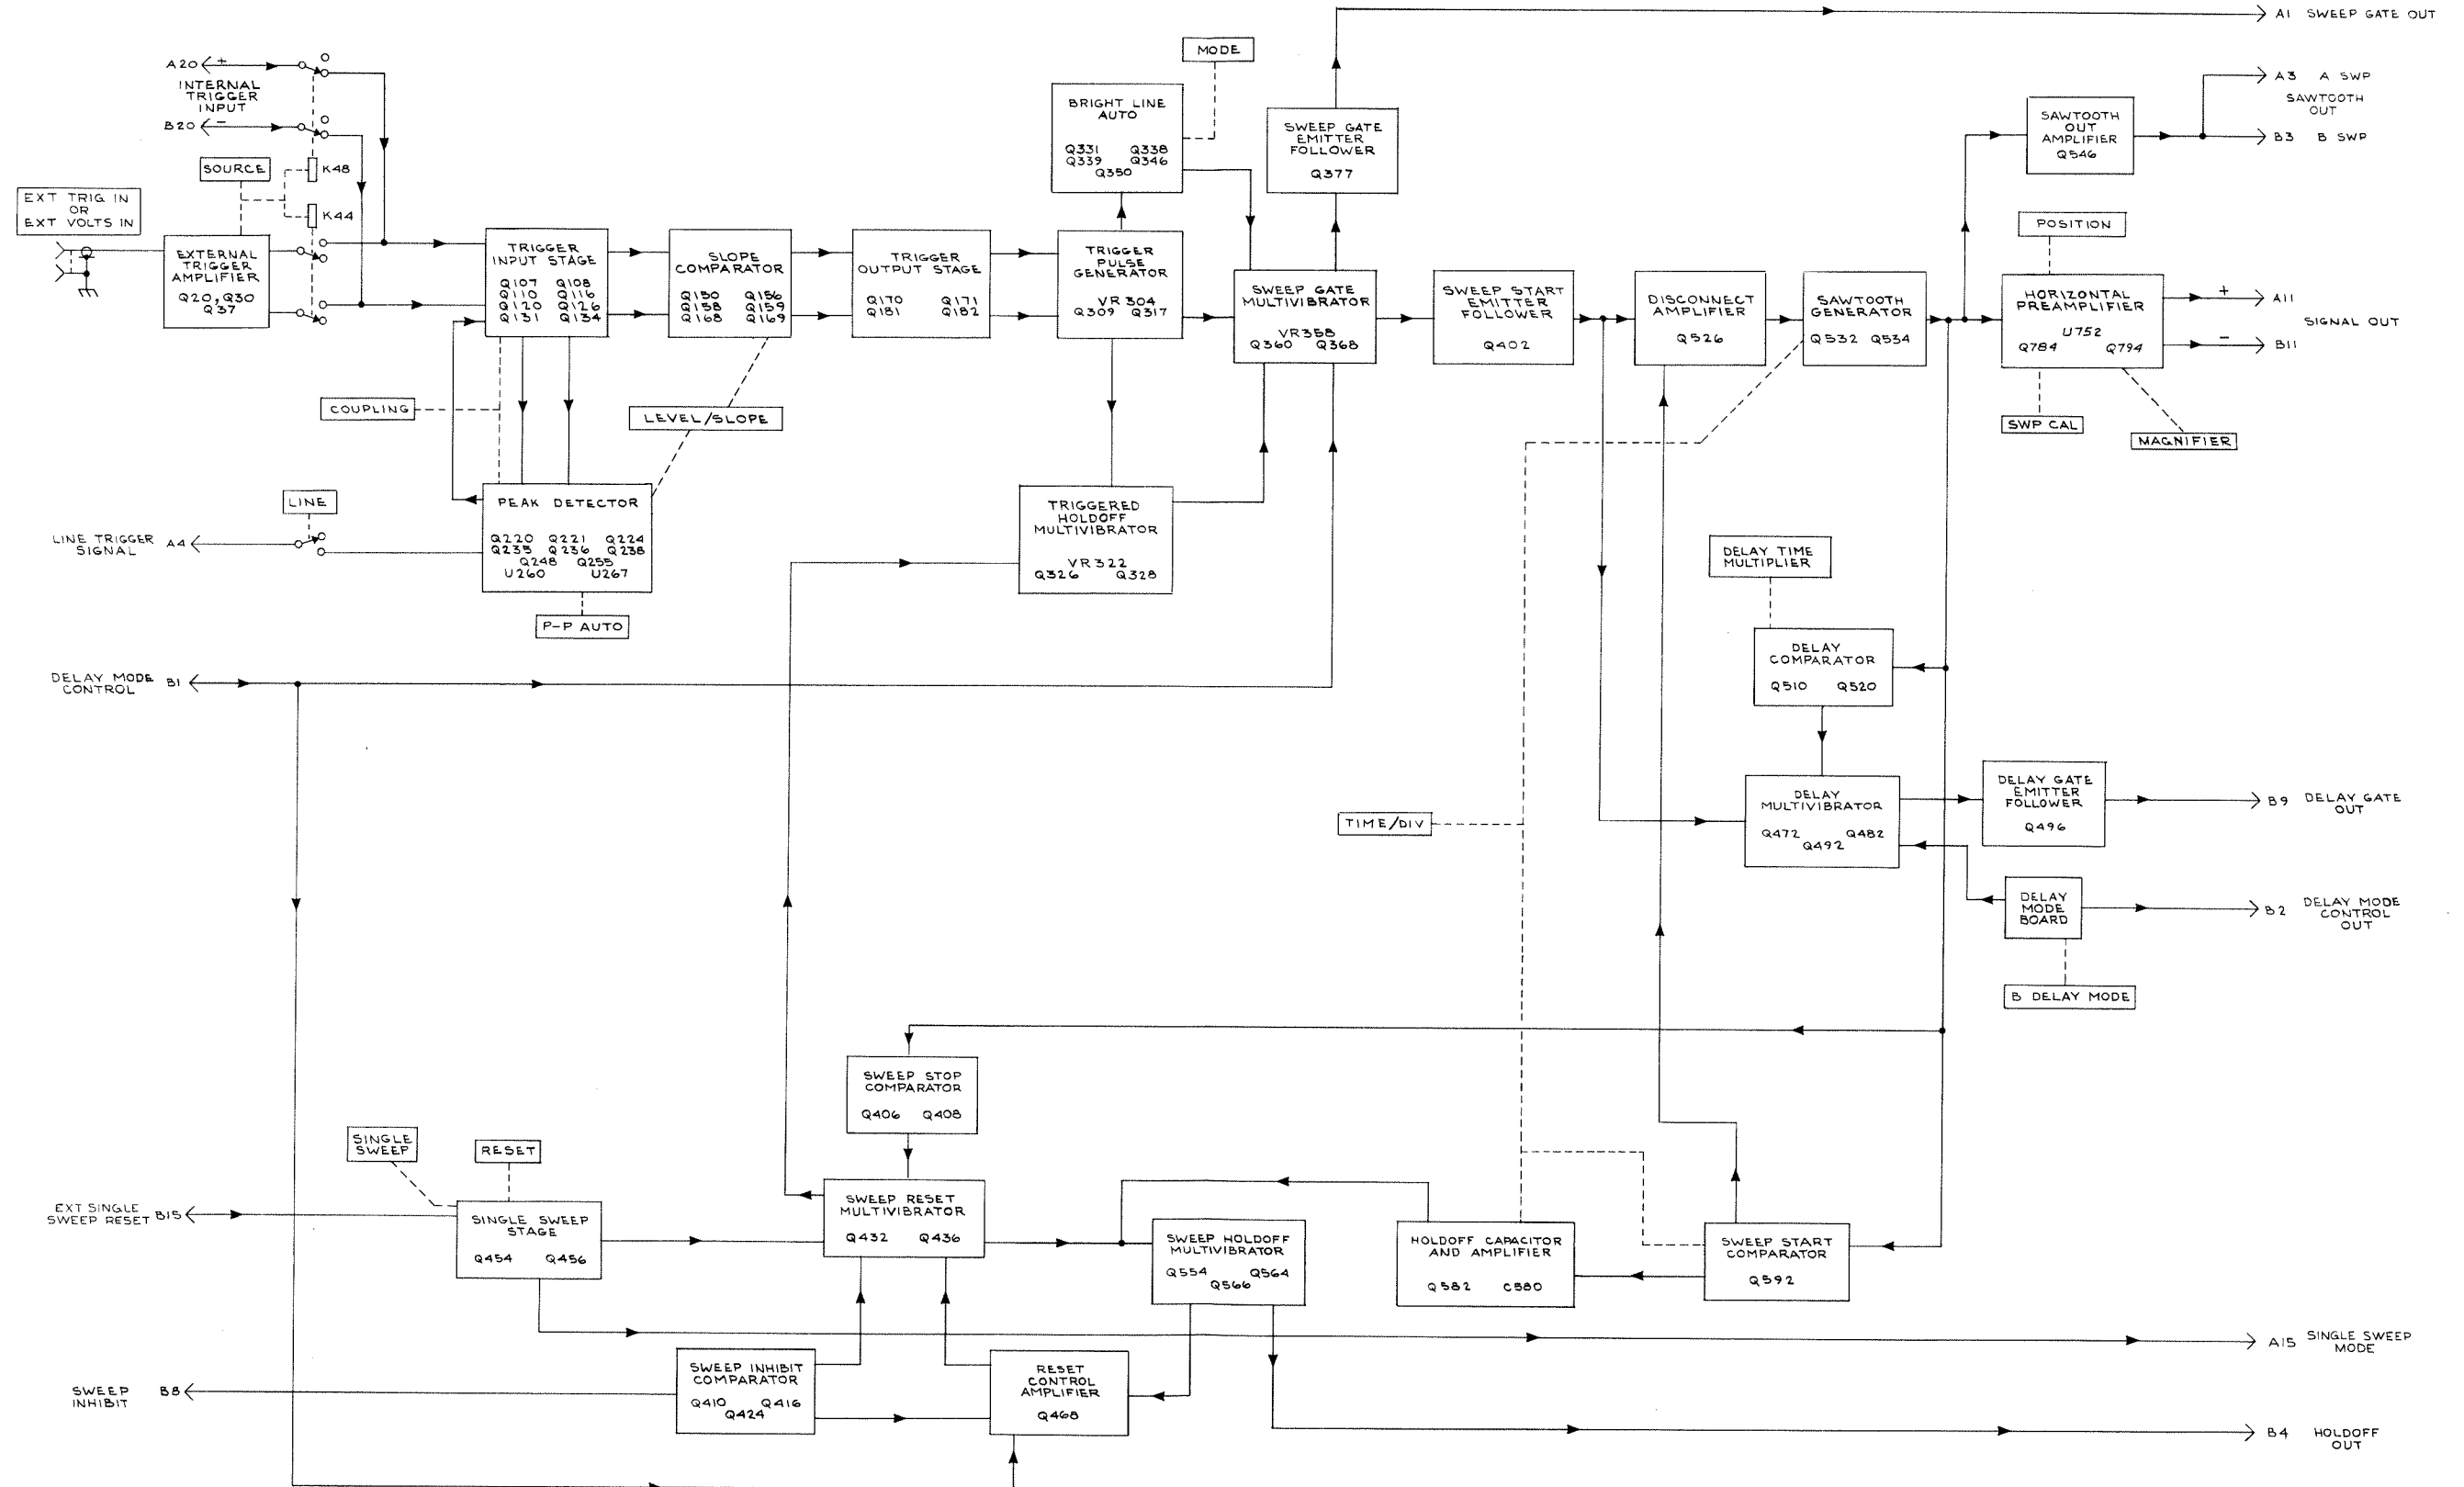 A1 SWEEP GATE OUT
MODE
A20 +
INTERNAL
TRIGGER
INPUT
B20 -
BRIGHT LINE
AUTO
Q331 Q338
Q339 Q346
Q350
SWEEP GATE
EMITTER
FOLLOWER
Q377
SAWTOOTH
OUT
AMPLIFIER
Q546
A3 A SWP
SAWTOOTH
OUT
B3 B SWP
SOURCE
K48
K44
EXT TRIG IN
OR
EXT VOLTS IN
EXTERNAL
TRIGGER
AMPLIFIER
Q20, Q30
Q37
TRIGGER
INPUT STAGE
Q107 Q108
Q110 Q116
Q120 Q126
Q131 Q134
SLOPE
COMPARATOR
Q150 Q156
Q158 Q159
Q168 Q169
TRIGGER
OUTPUT STAGE
Q170 Q171
Q181 Q182
TRIGGER
PULSE
GENERATOR
VR304
Q309 Q317
SWEEP GATE
MULTIVIBRATOR
VR358
Q360 Q368
SWEEP START
EMITTER
FOLLOWER
Q402
DISCONNECT
AMPLIFIER
Q526
SAWTOOTH
GENERATOR
Q532 Q534
POSITION
HORIZONTAL
PREAMPLIFIER
U752
Q784 Q794
+ A11
SIGNAL OUT
- B11
COUPLING
LEVEL/SLOPE
SWP CAL
MAGNIFIER
LINE
LINE TRIGGER
SIGNAL
A4
PEAK DETECTOR
Q220 Q221 Q224
Q235 Q236 Q238
Q248 Q255
U260 U267
P-P AUTO
TRIGGERED
HOLDOFF
MULTIVIBRATOR
VR322
Q326 Q328
DELAY TIME
MULTIPLIER
DELAY
COMPARATOR
Q510 Q520
DELAY MODE
CONTROL
B1
DELAY
MULTIVIBRATOR
Q472 Q482
Q492
DELAY GATE
EMITTER
FOLLOWER
Q496
B9 DELAY GATE
OUT
TIME/DIV
DELAY
MODE
BOARD
B2 DELAY MODE
CONTROL
OUT
B DELAY MODE
SWEEP STOP
COMPARATOR
Q406 Q408
SINGLE
SWEEP
RESET
EXT SINGLE
SWEEP RESET
B15
SINGLE SWEEP
STAGE
Q454 Q456
SWEEP RESET
MULTIVIBRATOR
Q432 Q436
SWEEP HOLDOFF
MULTIVIBRATOR
Q554 Q564
Q566
HOLDOFF CAPACITOR
AND AMPLIFIER
Q582 C580
SWEEP START
COMPARATOR
Q592
A15 SINGLE SWEEP
MODE
SWEEP
INHIBIT
B8
SWEEP INHIBIT
COMPARATOR
Q410 Q416
Q424
RESET
CONTROL
AMPLIFIER
Q468
B4 HOLDOFF
OUT